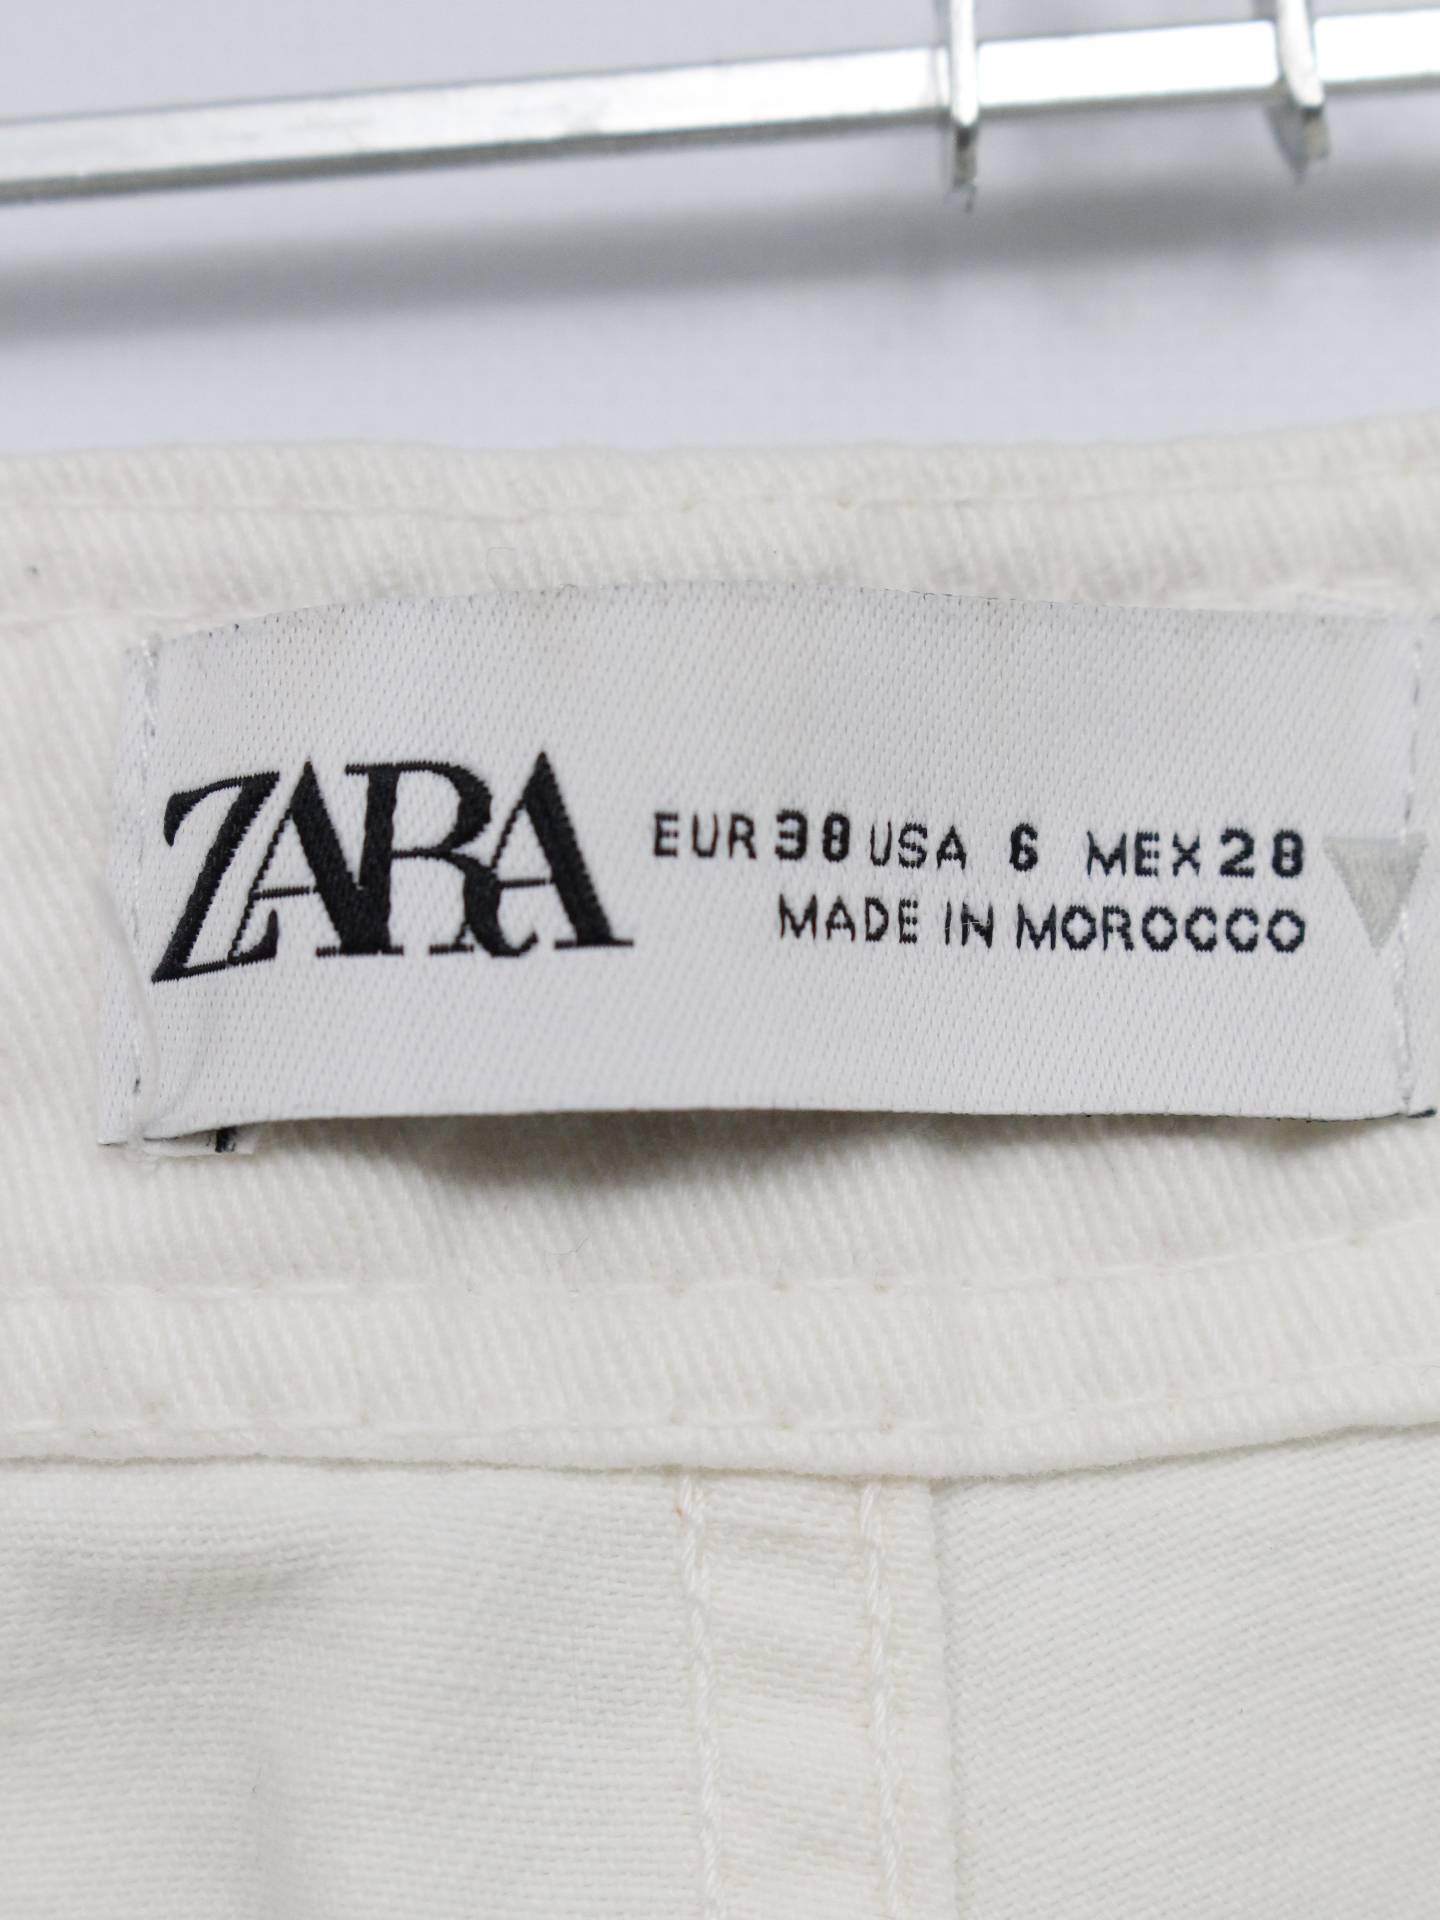 ZARA
EUR 38 USA 6 MEX 28
MADE IN MOROCCO